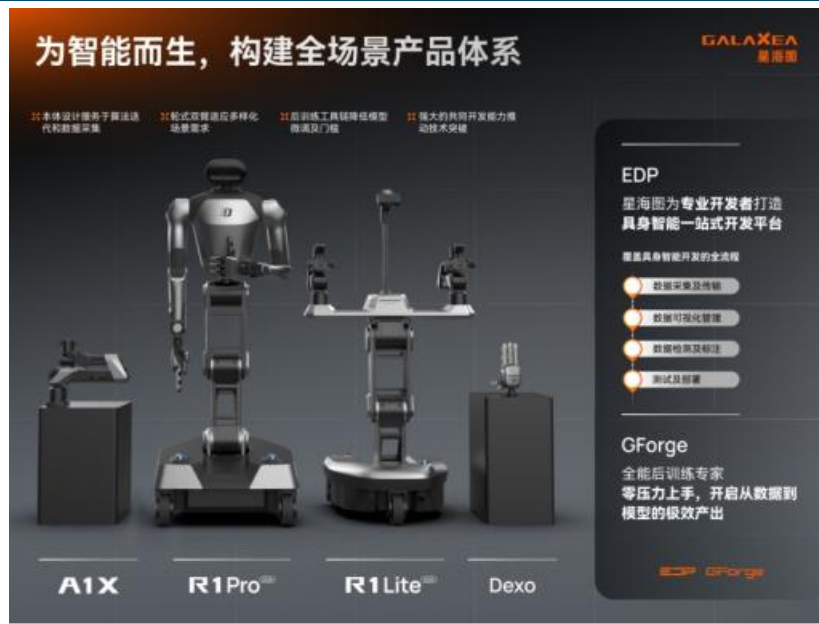 为智能而生，构建全场景产品体系
GALAXEA
星海图
本体设计服务于算法迭
代和数据采集
轮式双臂适应多样化
场景需求
后训练工具链降低模型
微调及门槛
强大的共同开发能力推
动技术突破
EDP
星海图为专业开发者打造
具身智能一站式开发平台
覆盖具身智能开发的全流程
数据采集及传输
数据可视化管理
数据检测及标注
测试及部署
GForge
全能后训练专家
零压力上手，开启从数据到
模型的极效产出
EDP GForge
A1X
R1Pro
R1Lite
Dexo